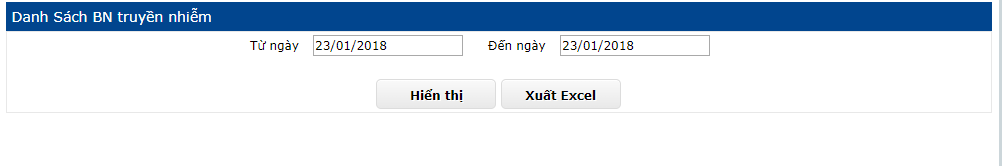 Danh Sách BN truyền nhiễm
Từ ngày 23/01/2018 Đến ngày 23/01/2018
Hiển thị Xuất Excel